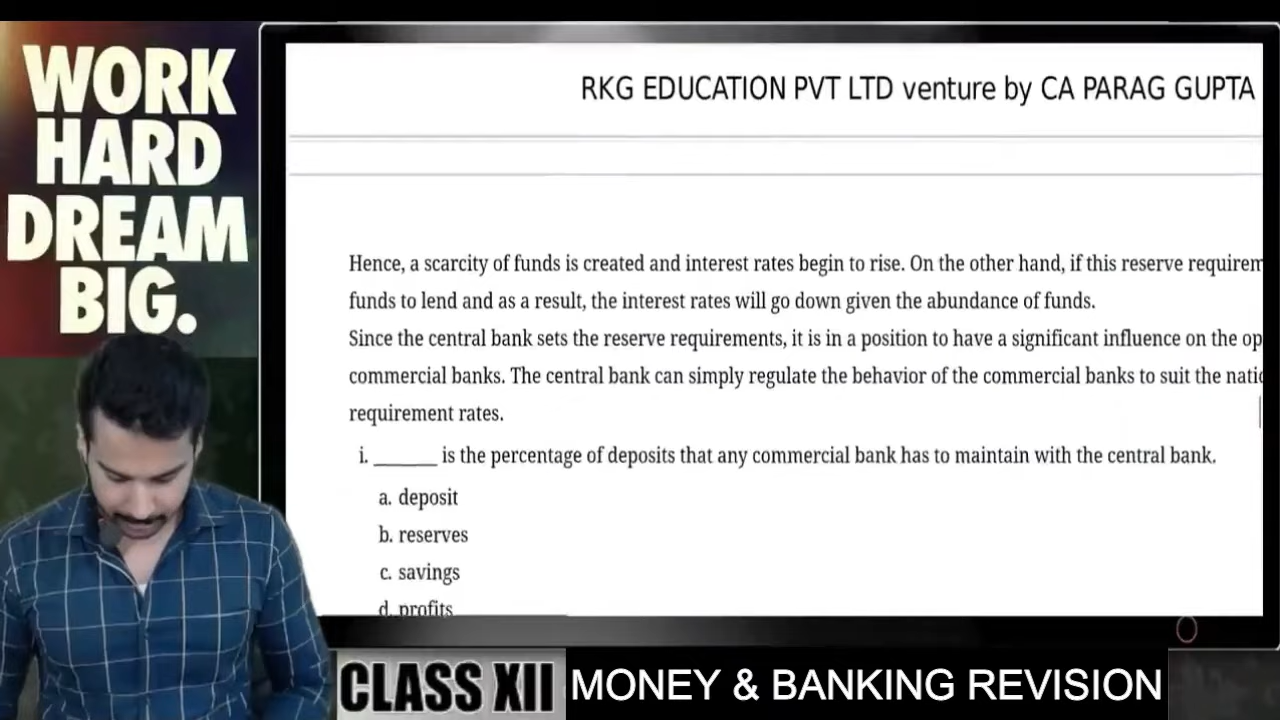 WORK
HARD
DREAM
BIG.
RKG EDUCATION PVT LTD venture by CA PARAG GUPTA
Hence, a scarcity of funds is created and interest rates begin to rise. On the other hand, if this reserve requirem
funds to lend and as a result, the interest rates will go down given the abundance of funds.
Since the central bank sets the reserve requirements, it is in a position to have a significant influence on the op
commercial banks. The central bank can simply regulate the behavior of the commercial banks to suit the natio
requirement rates.
i. ______ is the percentage of deposits that any commercial bank has to maintain with the central bank.
a. deposit
b. reserves
c. savings
d. profits
CLASS XII
MONEY & BANKING REVISION